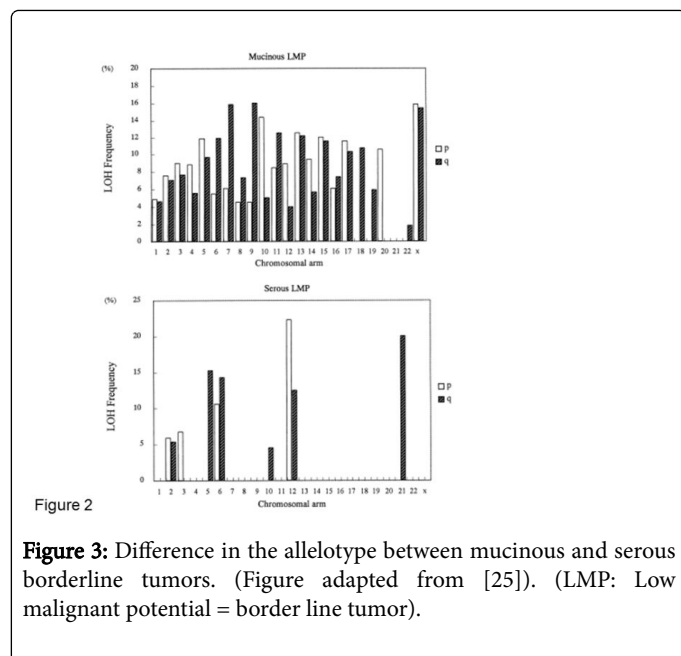 Mucinous LMP
(%)
20
18
16
14
12
10
8
6
4
2
0
LOH Frequency
1 2 3 4 5 6 7 8 9 10 11 12 13 14 15 16 17 18 19 20 21 22 x
Chromosomal arm
p
q
Serous LMP
(%)
25
20
15
10
5
0
LOH Frequency
1 2 3 4 5 6 7 8 9 10 11 12 13 14 15 16 17 18 19 20 21 22 x
Chromosomal arm
p
q
Figure 2
Figure 3: Difference in the allelotype between mucinous and serous
borderline tumors. (Figure adapted from [25]). (LMP: Low
malignant potential = border line tumor).